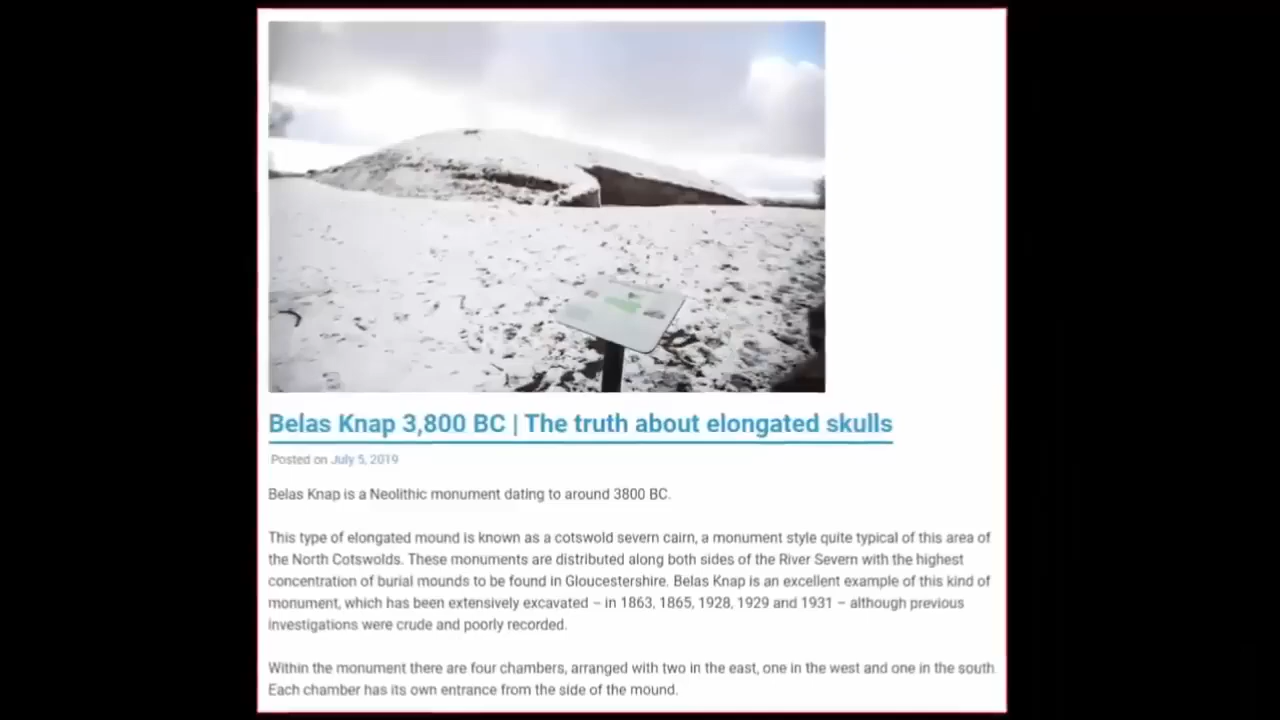 Belas Knap 3,800 BC | The truth about elongated skulls
Posted on July 5, 2019
Belas Knap is a Neolithic monument dating to around 3800 BC.
This type of elongated mound is known as a cotswold severn cairn, a monument style quite typical of this area of
the North Cotswolds. These monuments are distributed along both sides of the River Severn with the highest
concentration of burial mounds to be found in Gloucestershire. Belas Knap is an excellent example of this kind of
monument, which has been extensively excavated – in 1863, 1865, 1928, 1929 and 1931 – although previous
investigations were crude and poorly recorded.
Within the monument there are four chambers, arranged with two in the east, one in the west and one in the south
Each chamber has its own entrance from the side of the mound.